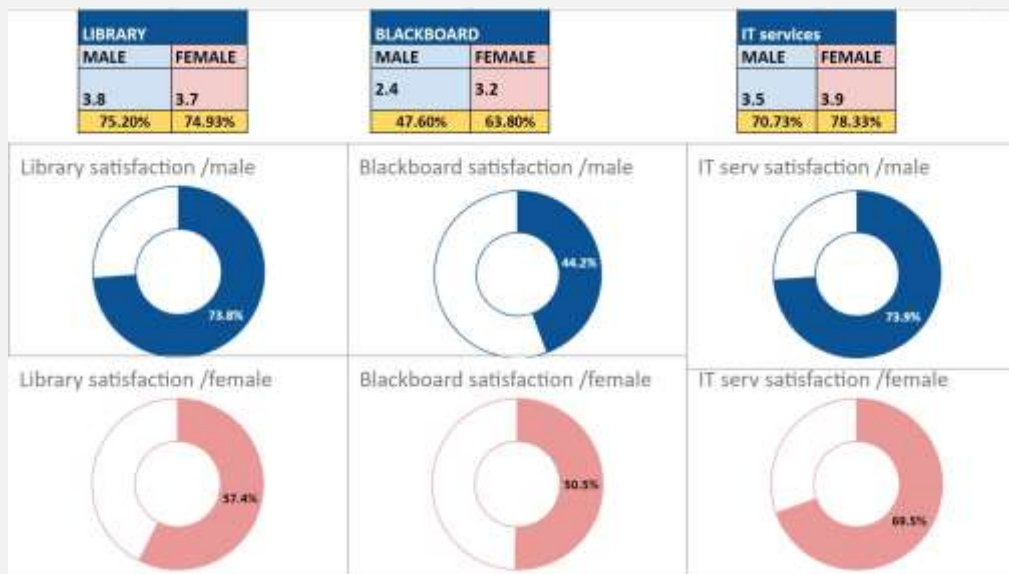 LIBRARY
MALE FEMALE
3.8 3.7
75.20% 74.93%
BLACKBOARD
MALE FEMALE
2.4 3.2
47.60% 63.80%
IT services
MALE FEMALE
3.5 3.9
70.73% 78.33%
Library satisfaction /male
73.8%
Blackboard satisfaction /male
44.2%
IT serv satisfaction /male
73.9%
Library satisfaction /female
57.4%
Blackboard satisfaction /female
50.5%
IT serv satisfaction /female
69.5%